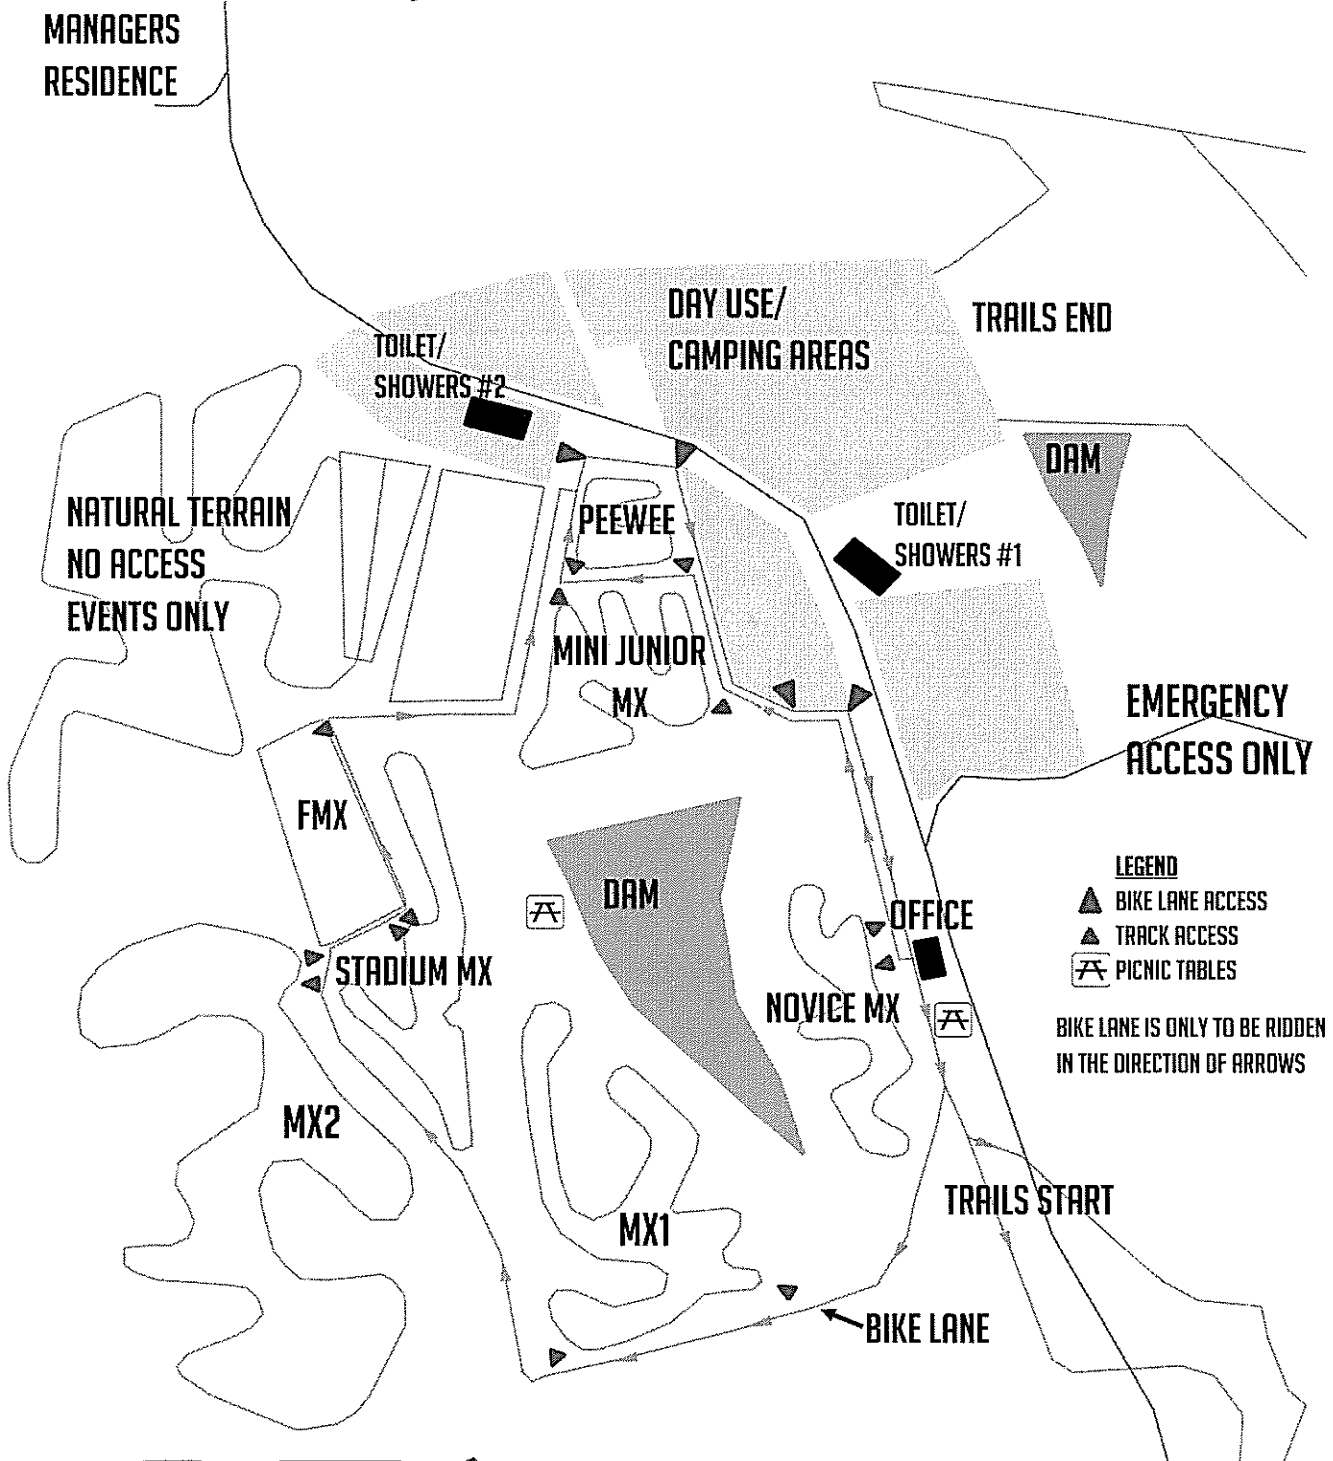 MANAGERS
RESIDENCE
DAY USE/
CAMPING AREAS
TRAILS END
TOILET/
SHOWERS #2
DAM
NATURAL TERRAIN
NO ACCESS
EVENTS ONLY
PEEWEE
TOILET/
SHOWERS #1
MINI JUNIOR
MX
EMERGENCY
ACCESS ONLY
FMX
DAM
LEGEND
BIKE LANE ACCESS
TRACK ACCESS
PICNIC TABLES
OFFICE
STADIUM MX
NOVICE MX
BIKE LANE IS ONLY TO BE RIDDEN
IN THE DIRECTION OF ARROWS
MX2
TRAILS START
MX1
BIKE LANE